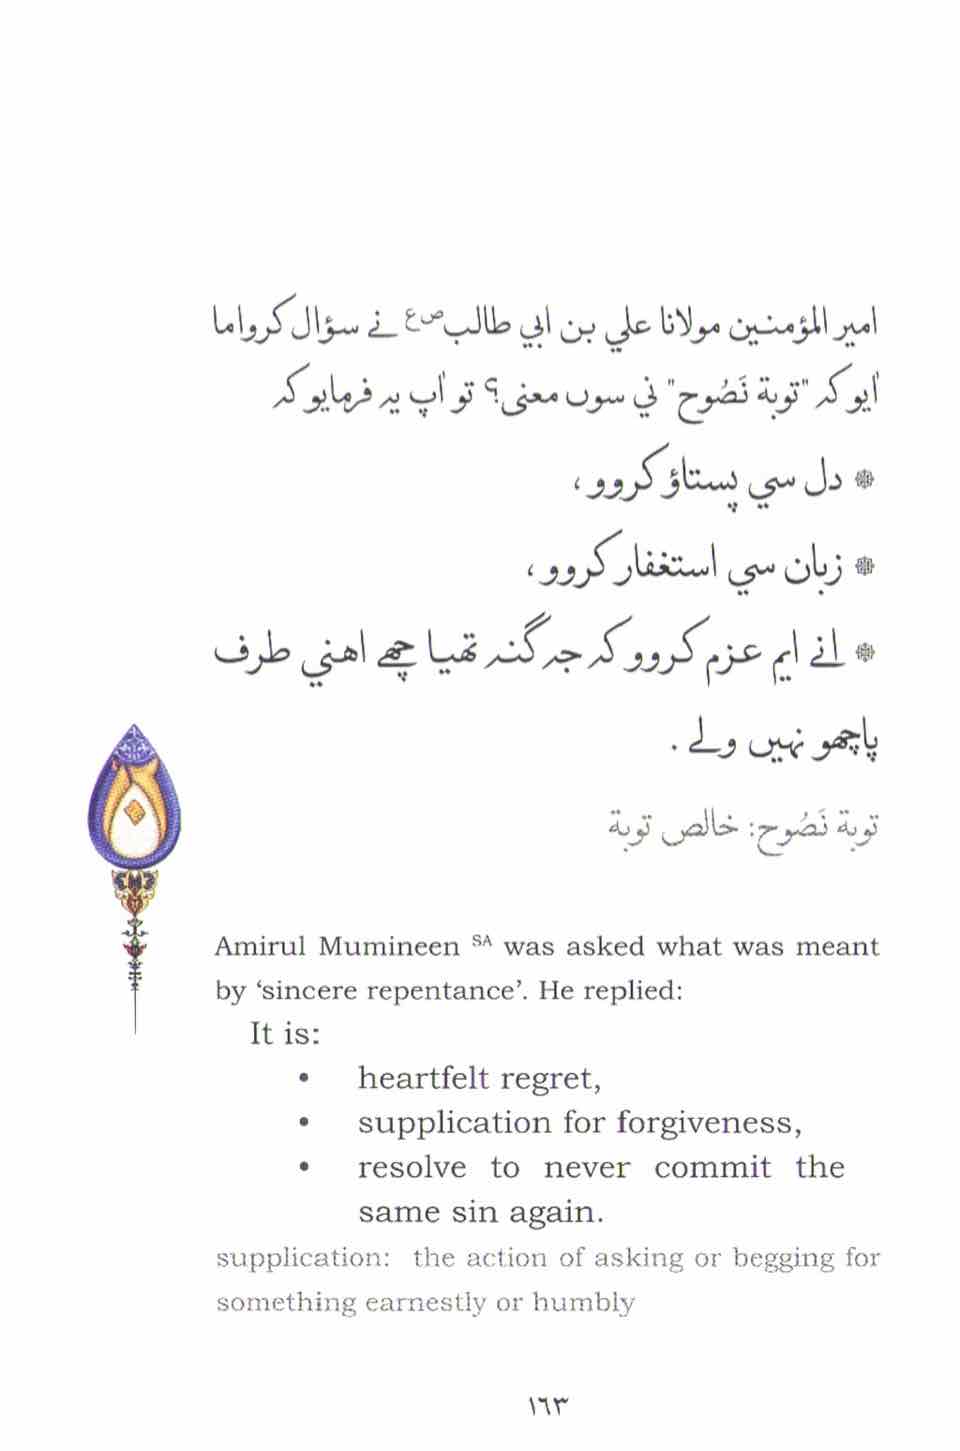 امير المؤمنين مولانا علي بن ابي طالب ص ع نے سؤال كرواما
اٰيو كہ "توبة نَصُوح" ني سوں معنى؟ تو اٰپ يہ فرمايو كہ
❁ دل سي پستاؤ كروو،
❁ زبان سي استغفار كروو،
❁ انے ايم عزم كروو كہ جہ گنہ تھيا چھے اهني طرف
پاچھو نہيں ولے .
توبة نَصُوح: خالص توبة
Amirul Mumineen SA was asked what was meant
by ‘sincere repentance’. He replied:
It is:
• heartfelt regret,
• supplication for forgiveness,
• resolve to never commit the
same sin again.
supplication: the action of asking or begging for
something earnestly or humbly
١٦٣